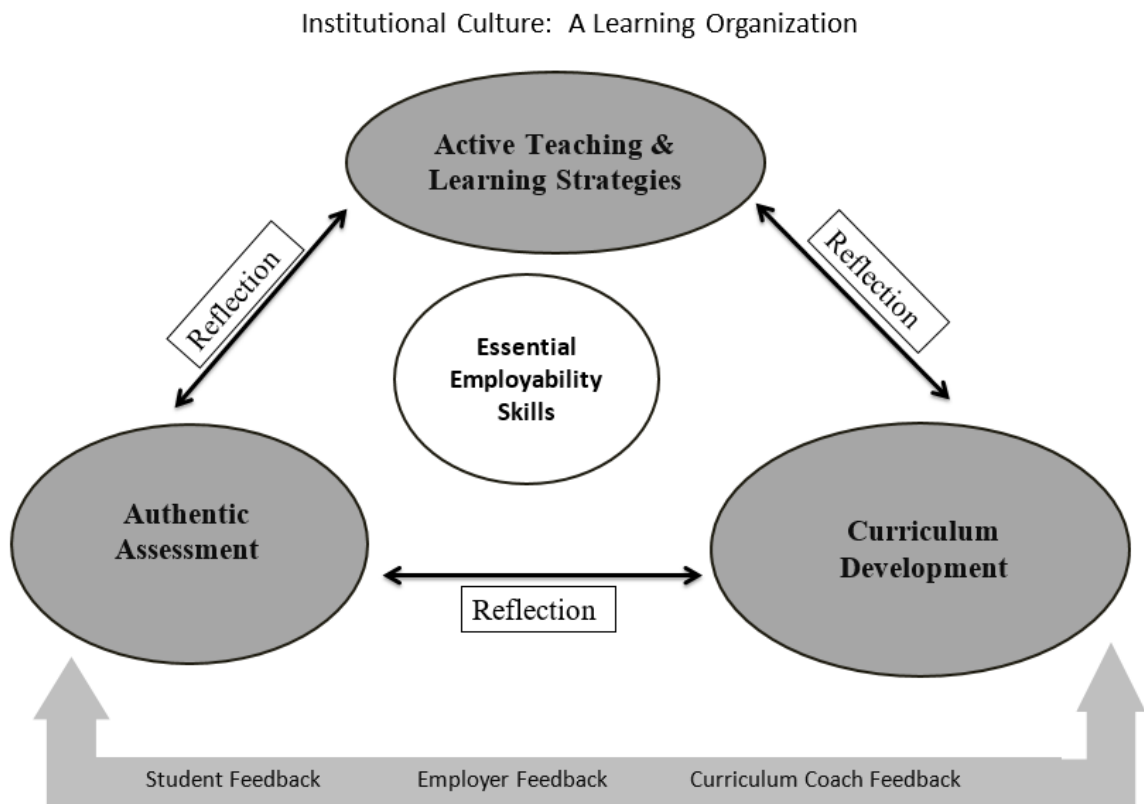 Institutional Culture:  A Learning Organization
Active Teaching &
Learning Strategies
Reflection
Reflection
Essential
Employability
Skills
Authentic
Assessment
Curriculum
Development
Reflection
Student Feedback
Employer Feedback
Curriculum Coach Feedback